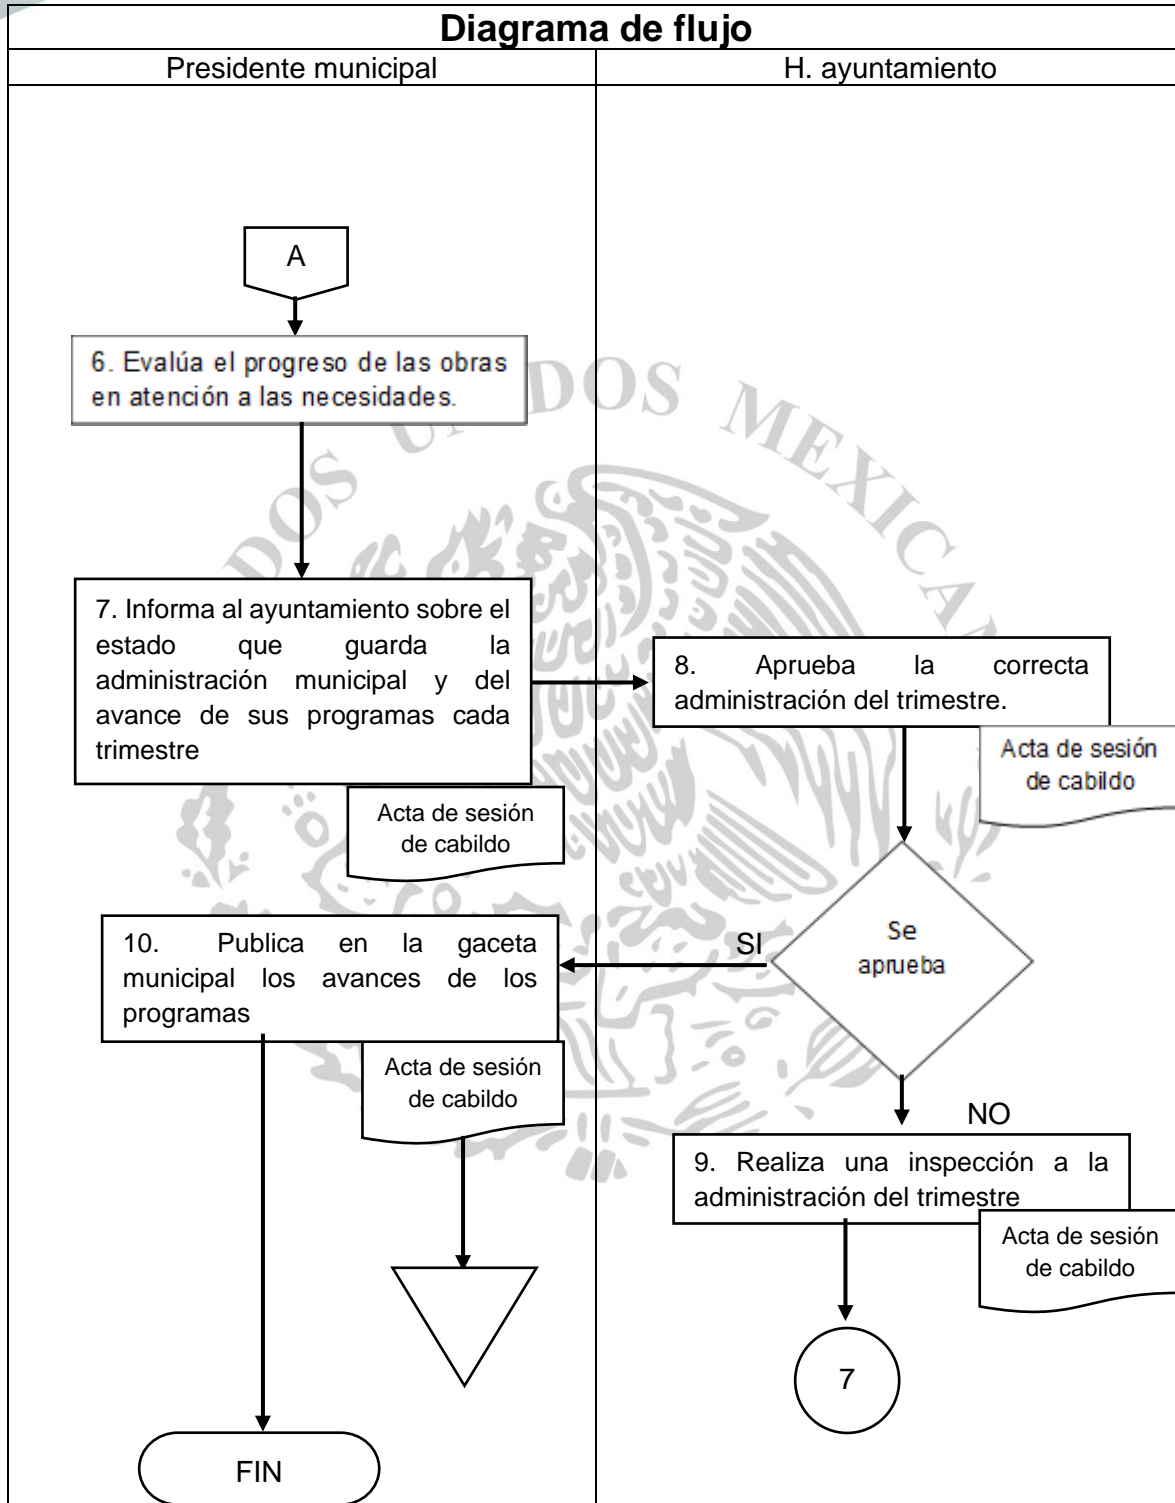 Diagrama de flujo
Presidente municipal
H. ayuntamiento
A
6. Evalúa el progreso de las obras
en atención a las necesidades.
DOS UNIDOS MEXICAN
7. Informa al ayuntamiento sobre el
estado que guarda la
administración municipal y del
avance de sus programas cada
trimestre
Acta de sesión
de cabildo
8. Aprueba la correcta
administración del trimestre.
Acta de sesión
de cabildo
Se
aprueba
SI
10. Publica en la gaceta
municipal los avances de los
programas
Acta de sesión
de cabildo
NO
9. Realiza una inspección a la
administración del trimestre
Acta de sesión
de cabildo
7
FIN